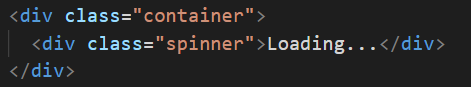 <div class="container">
  <div class="spinner">Loading...</div>
</div>